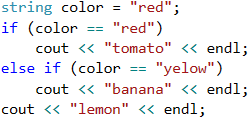 string color = "red";
if (color == "red")
    cout << "tomato" << endl;
else if (color == "yelow")
    cout << "banana" << endl;
cout << "lemon" << endl;